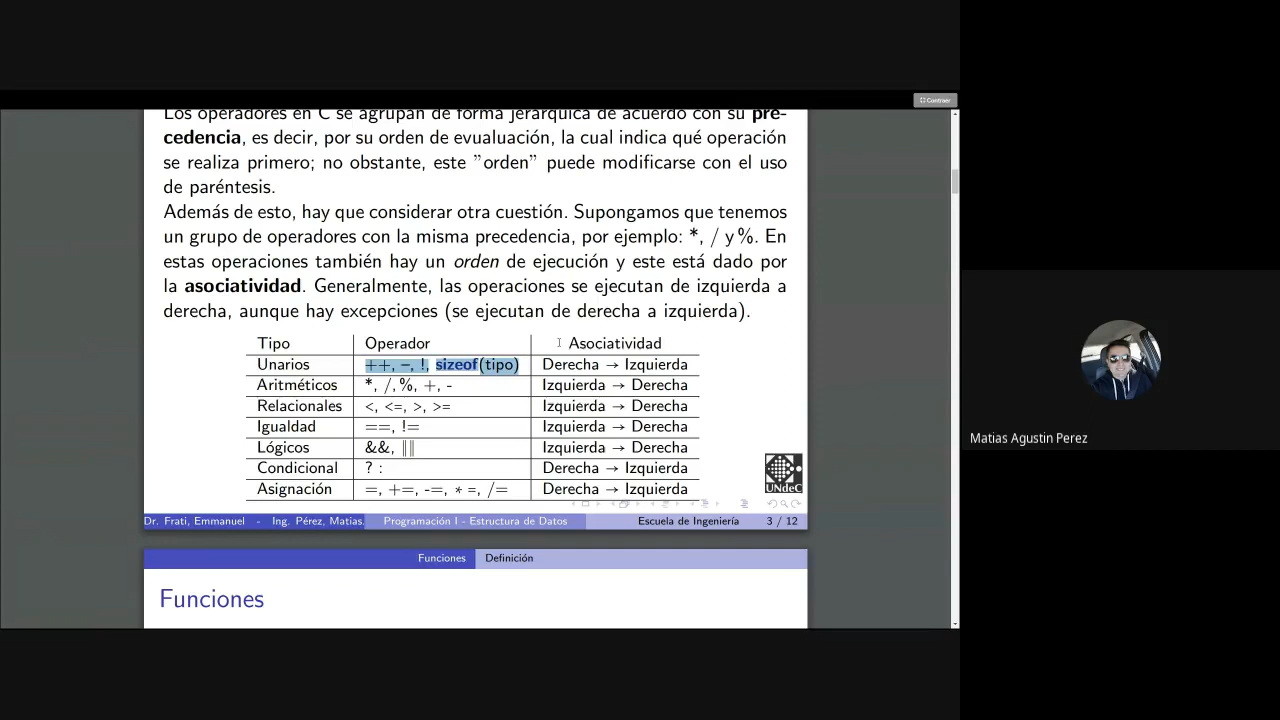 Contraer
Los operadores en C se agrupan de forma jerárquica de acuerdo con su pre-
cedencia, es decir, por su orden de evualuación, la cual indica qué operación
se realiza primero; no obstante, este "orden" puede modificarse con el uso
de paréntesis.
Además de esto, hay que considerar otra cuestión. Supongamos que tenemos
un grupo de operadores con la misma precedencia, por ejemplo: *, / y %. En
estas operaciones también hay un orden de ejecución y este está dado por
la asociatividad. Generalmente, las operaciones se ejecutan de izquierda a
derecha, aunque hay excepciones (se ejecutan de derecha a izquierda).
Tipo Operador Asociatividad
Unarios ++, –, !, sizeof(tipo) Derecha → Izquierda
Aritméticos *, /, %, +, - Izquierda → Derecha
Relacionales <, <=, >, >= Izquierda → Derecha
Igualdad ==, != Izquierda → Derecha
Lógicos &&, || Izquierda → Derecha
Condicional ? : Derecha → Izquierda
Asignación =, +=, -=, * =, /= Derecha → Izquierda
UNdeC
Dr. Frati, Emmanuel - Ing. Pérez, Matias. Programación I - Estructura de Datos Escuela de Ingeniería 3 / 12
Funciones Definición
Funciones
Matias Agustin Perez